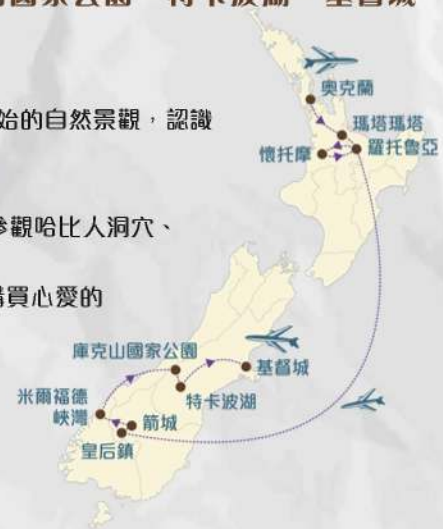 國家公園 特卡波湖 基督城
始的自然景觀，認識
參觀哈比人洞穴、
購買心愛的
奧克蘭
瑪塔瑪塔
懷托摩
羅托魯亞
庫克山國家公園
基督城
特卡波湖
米爾福德
峽灣
箭城
皇后鎮